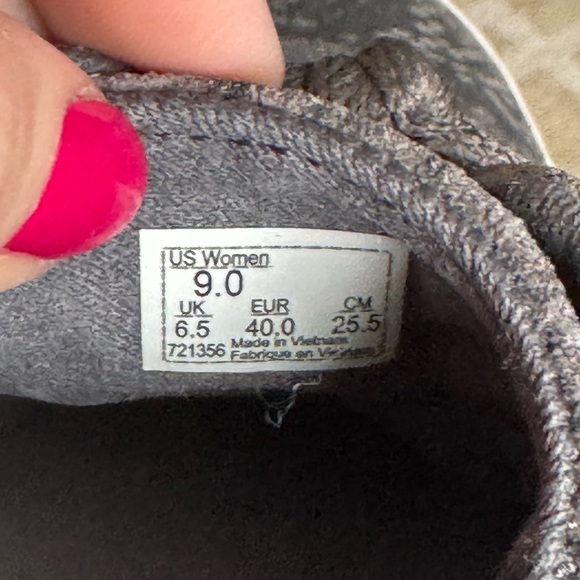 US Women
9.0
UK EUR CM
6.5 40.0 25.5
721356 Made in Vietnam
Fabrique en Vietnam